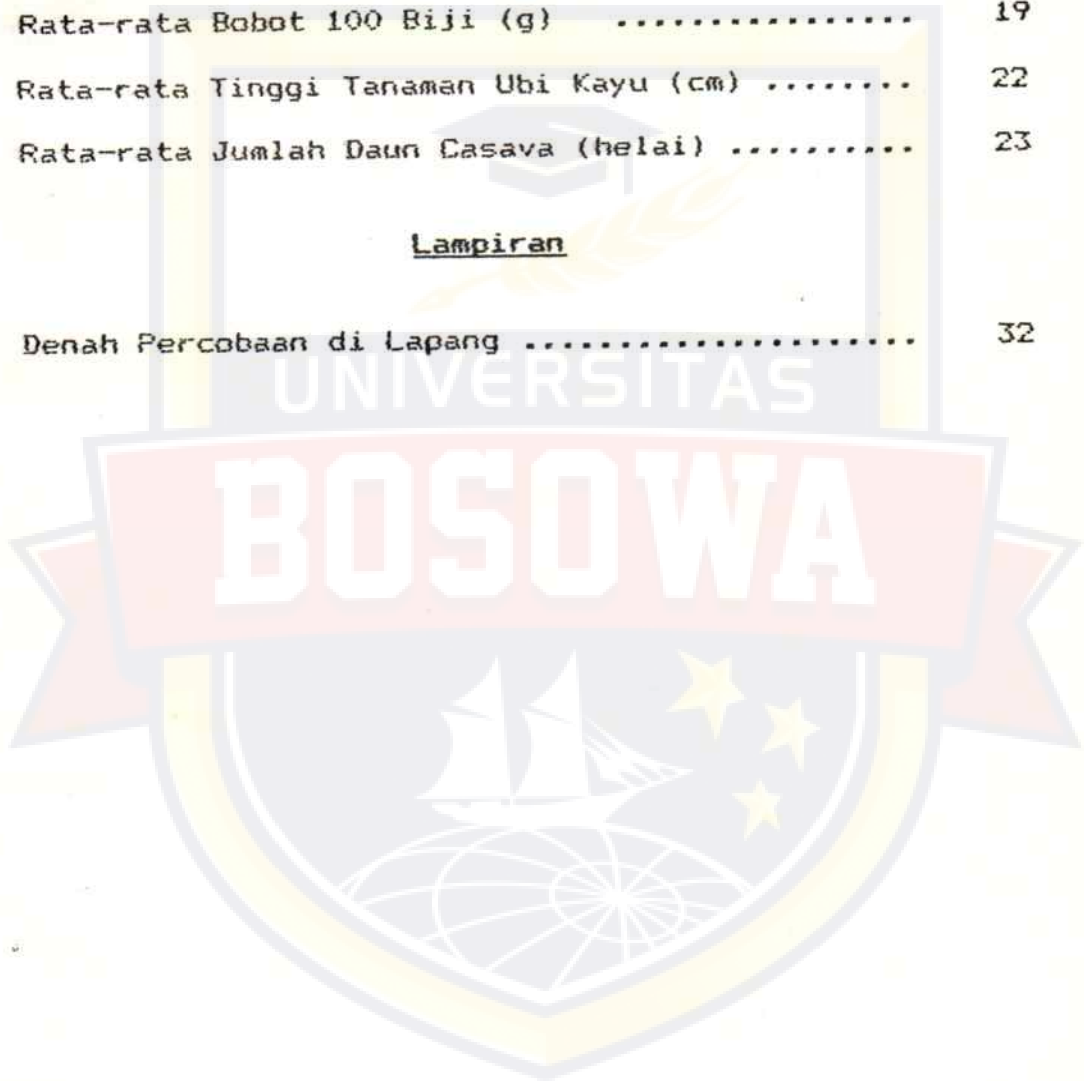 Rata-rata Bobot 100 Biji (g) ................ 19
Rata-rata Tinggi Tanaman Ubi Kayu (cm) ........ 22
Rata-rata Jumlah Daun Casava (helai) .......... 23
Lampiran
Denah Percobaan di Lapang ...................... 32
UNIVERSITAS
BOSOWA